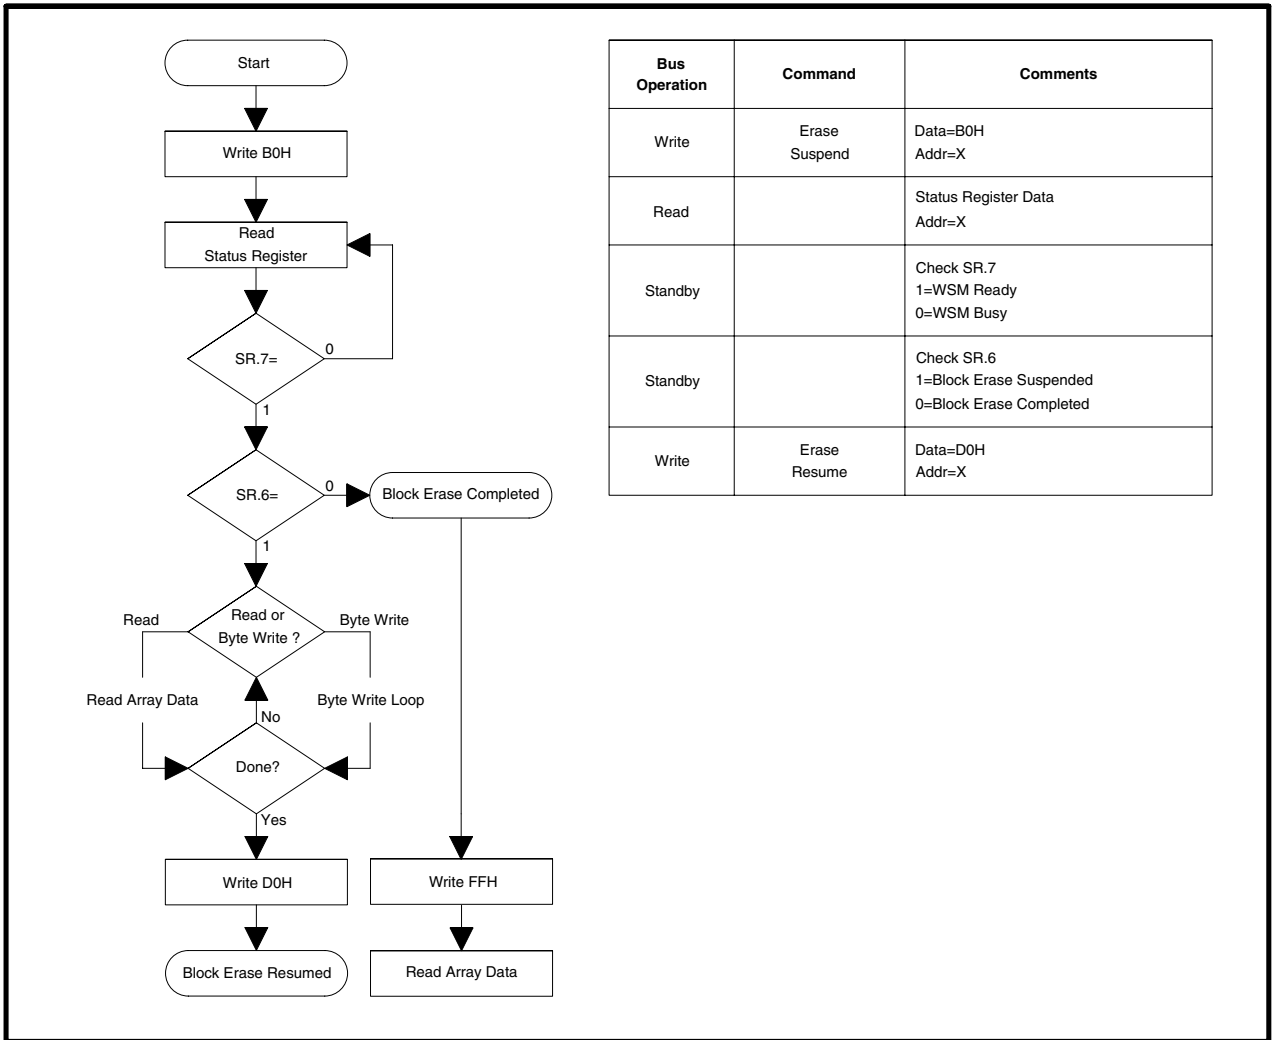 Start
Write B0H
Read
Status Register
SR.7=
0
1
SR.6=
0
Block Erase Completed
1
Read or
Byte Write ?
Read
Byte Write
Read Array Data
Byte Write Loop
No
Done?
Yes
Write D0H
Write FFH
Block Erase Resumed
Read Array Data
Bus
Operation
Command
Comments
Write
Erase
Suspend
Data=B0H
Addr=X
Read
Status Register Data
Addr=X
Standby
Check SR.7
1=WSM Ready
0=WSM Busy
Standby
Check SR.6
1=Block Erase Suspended
0=Block Erase Completed
Write
Erase
Resume
Data=D0H
Addr=X